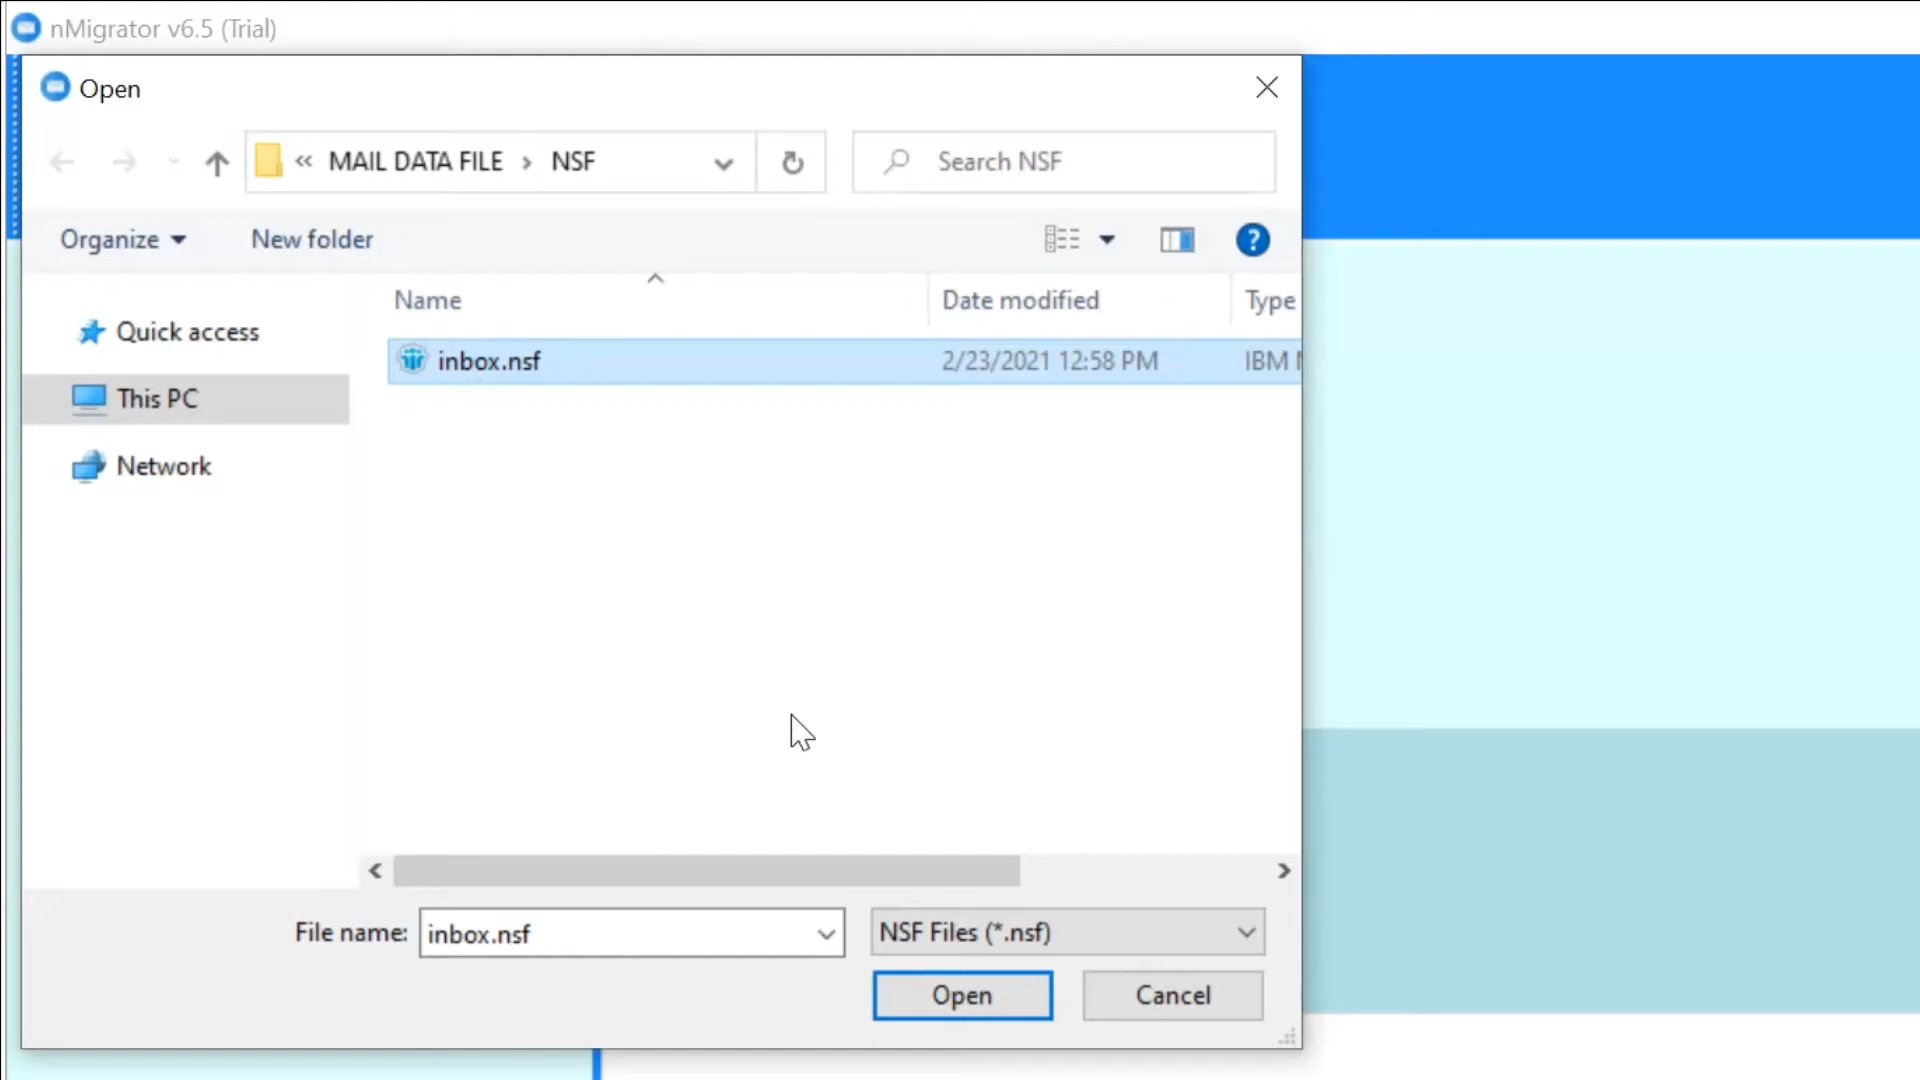 nMigrator v6.5 (Trial)
Open
« MAIL DATA FILE › NSF
Search NSF
Organize
New folder
?
Name
Date modified
Type
Quick access
inbox.nsf
2/23/2021 12:58 PM
IBM
This PC
Network
File name:
inbox.nsf
NSF Files (*.nsf)
Open
Cancel